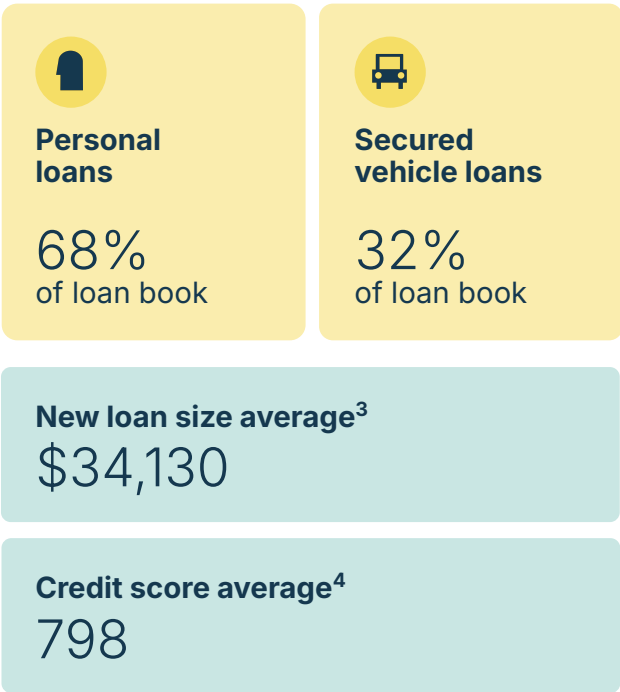 Personal
loans
68%
of loan book
Secured
vehicle loans
32%
of loan book
New loan size average³
$34,130
Credit score average⁴
798